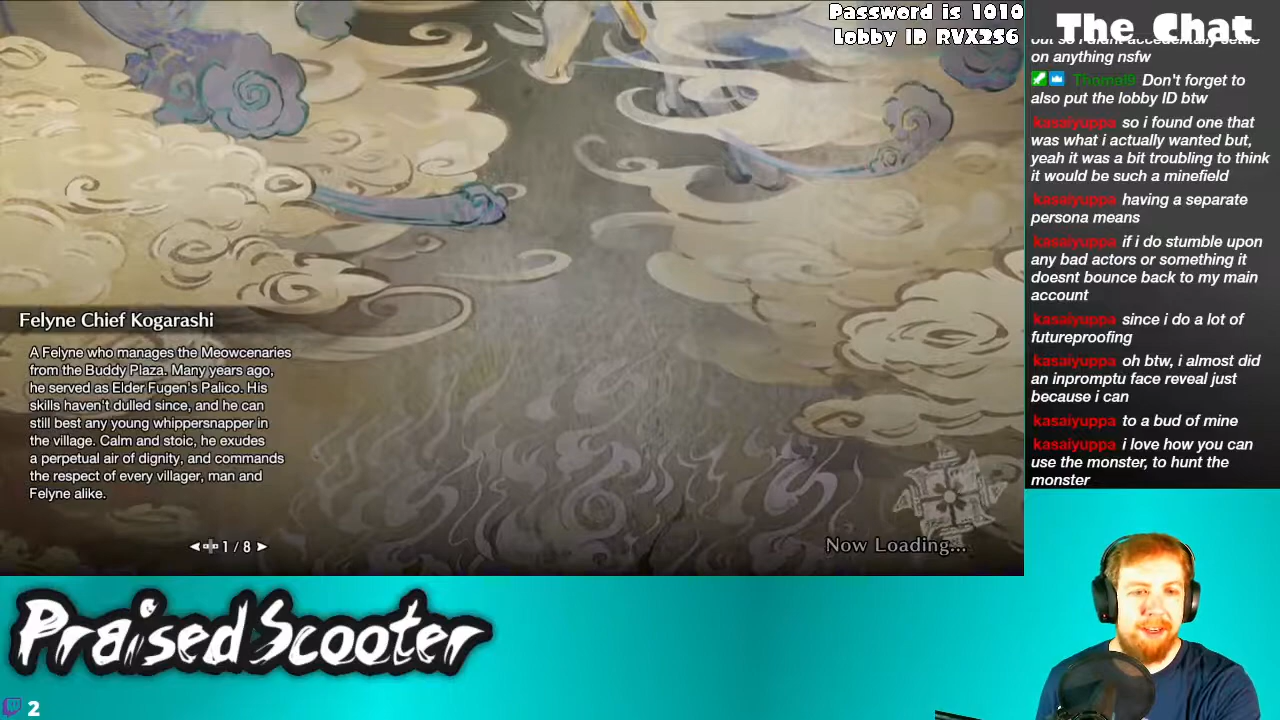 Password is 1010
Lobby ID RVX2S6
The Chat
on anything nsfw
Thomal9 Don't forget to
also put the lobby ID btw
kasaiyuppa so i found one that
was what i actually wanted but,
yeah it was a bit troubling to think
it would be such a minefield
kasaiyuppa having a separate
persona means
kasaiyuppa if i do stumble upon
any bad actors or something it
doesnt bounce back to my main
account
kasaiyuppa since i do a lot of
futureproofing
kasaiyuppa oh btw, i almost did
an inpromptu face reveal just
because i can
kasaiyuppa to a bud of mine
kasaiyuppa i love how you can
use the monster, to hunt the
monster
Felyne Chief Kogarashi
A Felyne who manages the Meowcenaries
from the Buddy Plaza. Many years ago,
he served as Elder Fugen's Palico. His
skills haven't dulled since, and he can
still best any young whippersnapper in
the village. Calm and stoic, he exudes
a perpetual air of dignity, and commands
the respect of every villager, man and
Felyne alike.
1 / 8
Now Loading...
PraisedScooter
2